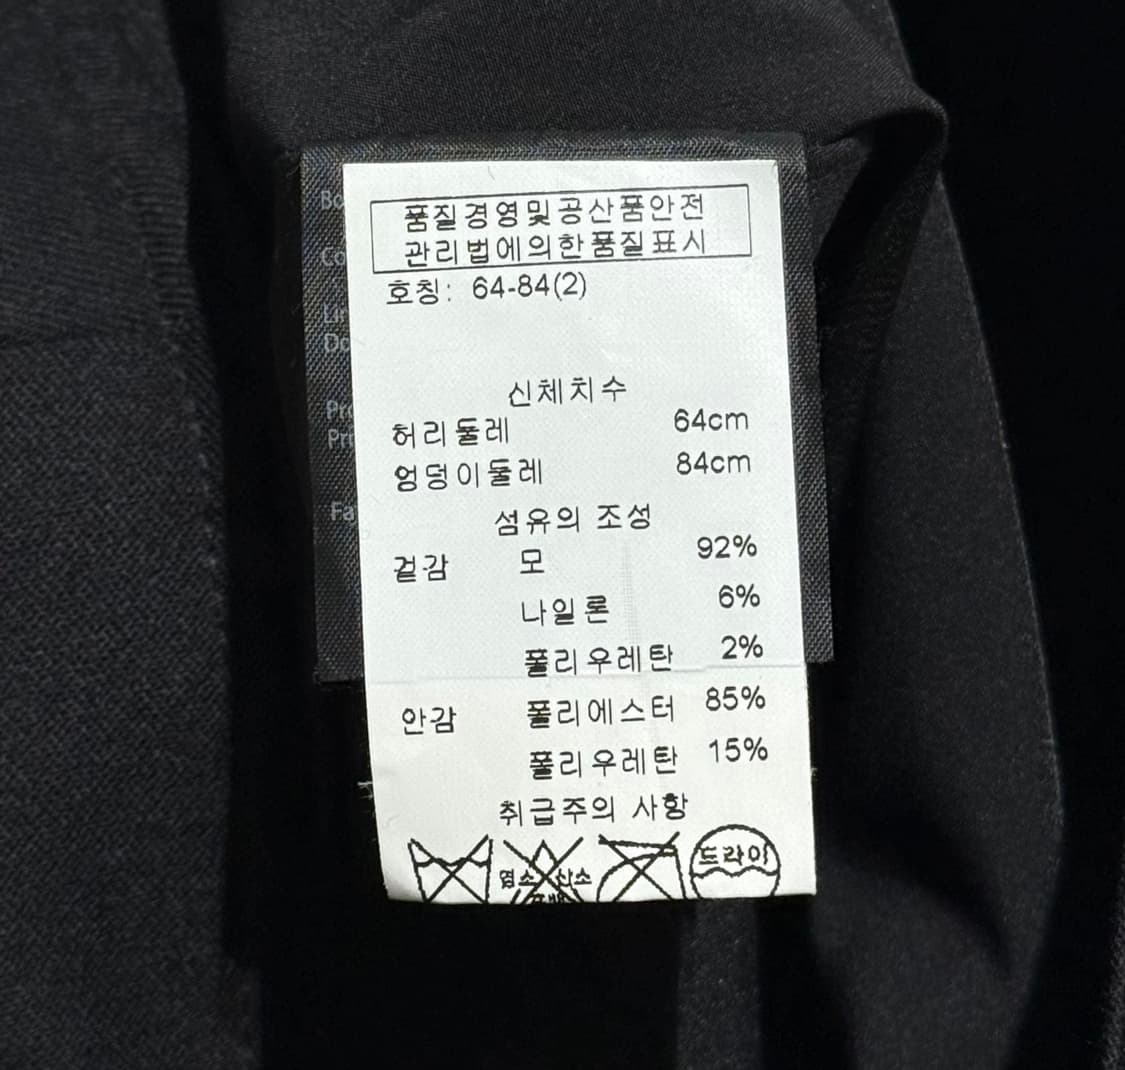 품질경영및공산품안전
관리법에의한품질표시
호칭: 64-84(2)
신체치수
허리둘레 64cm
엉덩이둘레 84cm
섬유의 조성
겉감 모 92%
나일론 6%
폴리우레탄 2%
안감 폴리에스터 85%
폴리우레탄 15%
취급주의 사항
염소 산소
드라이